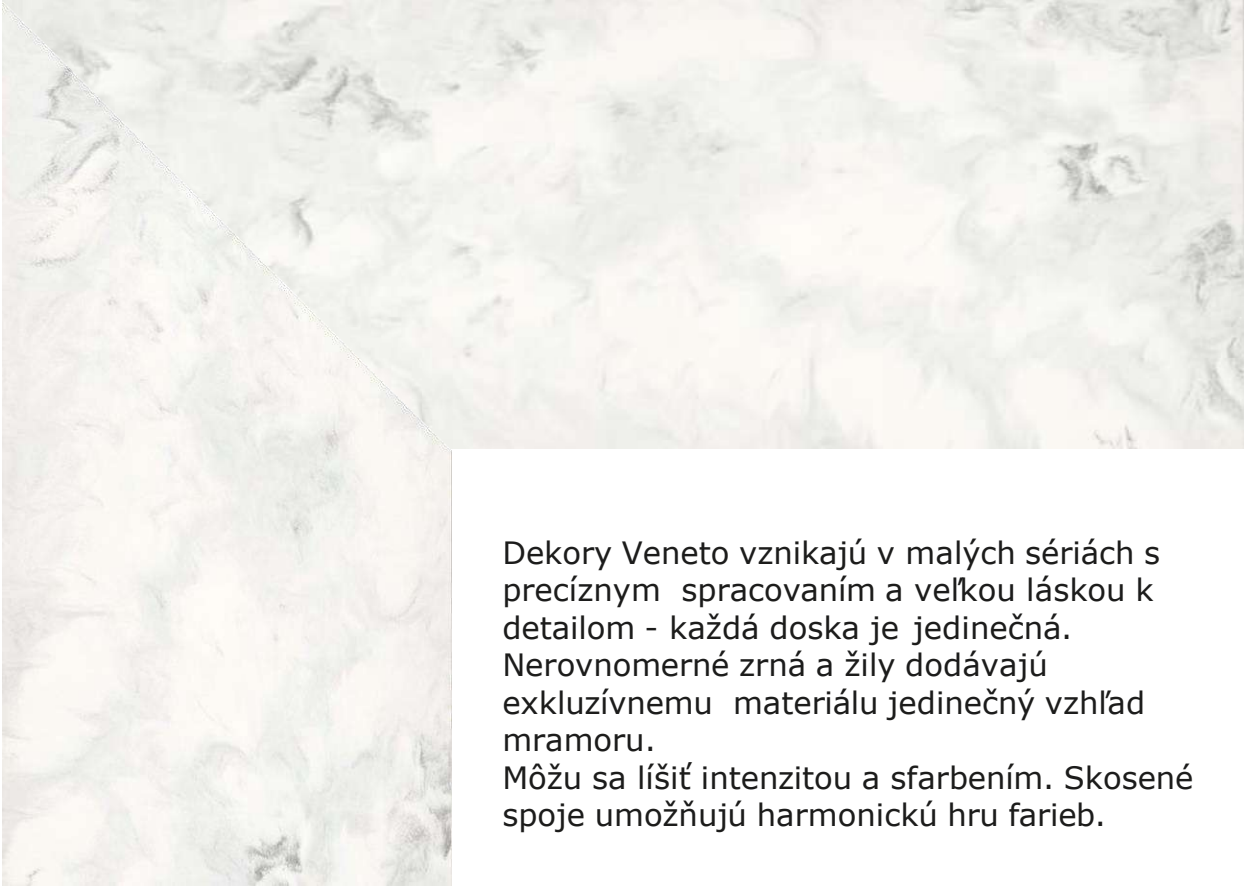 Dekory Veneto vznikajú v malých sériách s
precíznym  spracovaním a veľkou láskou k
detailom - každá doska je jedinečná.
Nerovnomerné zrná a žily dodávajú
exkluzívnemu  materiálu jedinečný vzhľad
mramoru.
Môžu sa líšiť intenzitou a sfarbením. Skosené
spoje umožňujú harmonickú hru farieb.